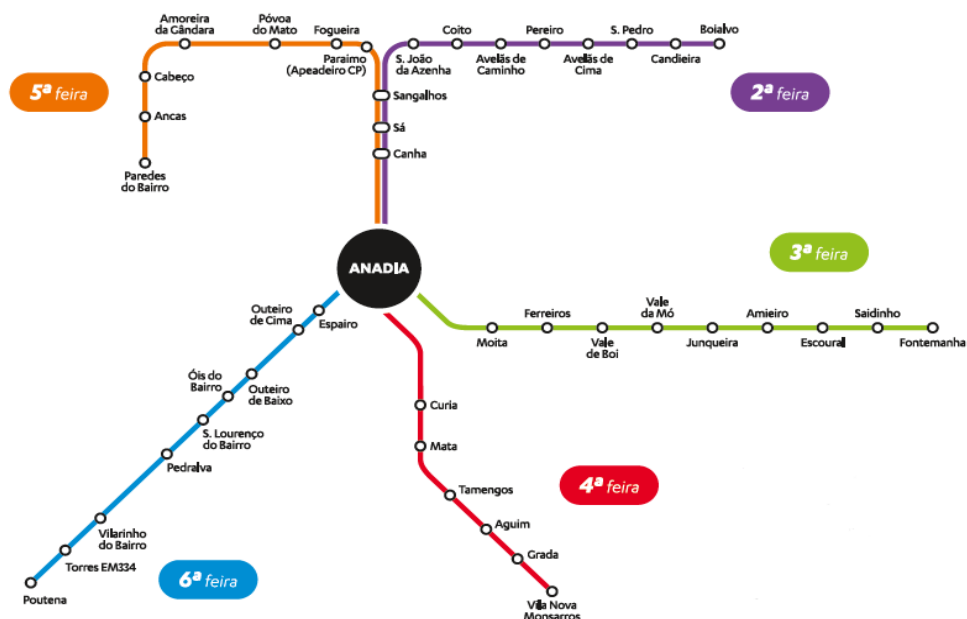 Amoreira
da Gândara
Póvoa
do Mato
Fogueira
Paraimo
(Apeadeiro CP)
Cabeço
Ancas
Paredes
do Bairro
5ª feira
S. João
da Azenha
Coito
Avelãs de
Caminho
Pereiro
Avelãs de
Cima
S. Pedro
Candieira
Boialvo
2ª feira
Sangalhos
Sá
Canha
ANADIA
3ª feira
Moita
Ferreiros
Vale
de Boi
Vale
da Mó
Junqueira
Amieiro
Escoural
Saidinho
Fontemanha
Espairo
Outeiro
de Cima
Outeiro
de Baixo
Óis do
Bairro
S. Lourenço
do Bairro
Pedralva
Vilarinho
do Bairro
Torres EM334
Poutena
6ª feira
Curia
Mata
Tamengos
Aguim
Grada
Vila Nova
Monsarros
4ª feira